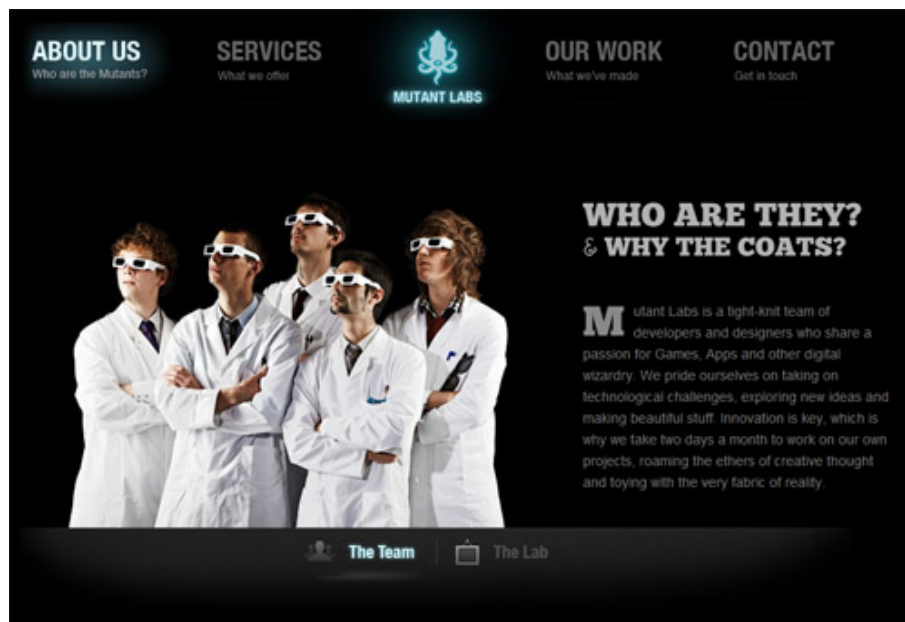 ABOUT US
Who are the Mutants?
SERVICES
What we offer
MUTANT LABS
OUR WORK
What we've made
CONTACT
Get in touch
WHO ARE THEY?
& WHY THE COATS?
Mutant Labs is a tight-knit team of
developers and designers who share a
passion for Games, Apps and other digital
wizardry. We pride ourselves on taking on
technological challenges, exploring new ideas and
making beautiful stuff. Innovation is key, which is
why we take two days a month to work on our own
projects, roaming the ethers of creative thought
and toying with the very fabric of reality.
The Team
The Lab